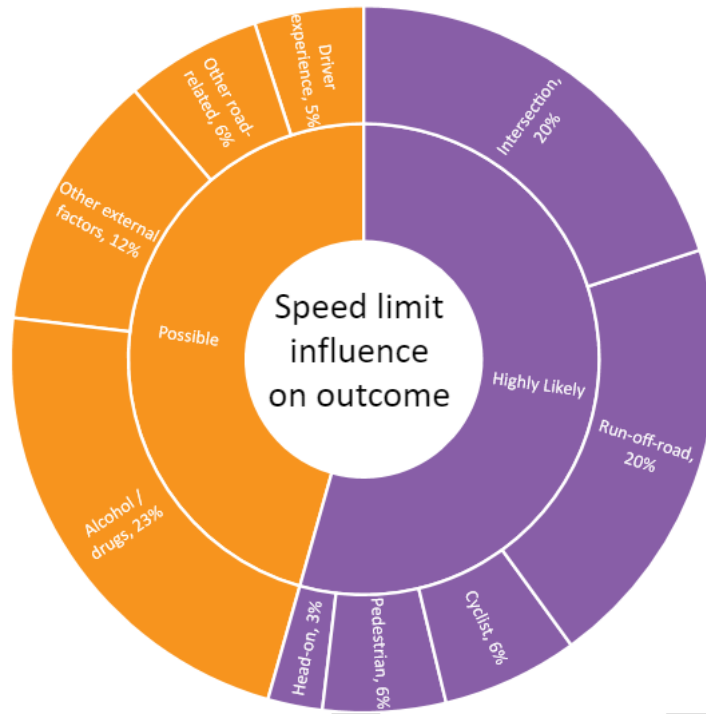 Speed limit
influence
on outcome
Highly Likely
Intersection,
20%
Run-off-road,
20%
Cyclist, 6%
Pedestrian, 6%
Head-on, 3%
Possible
Alcohol /
drugs, 23%
Other external
factors, 12%
Other road-
related, 6%
Driver
experience, 5%